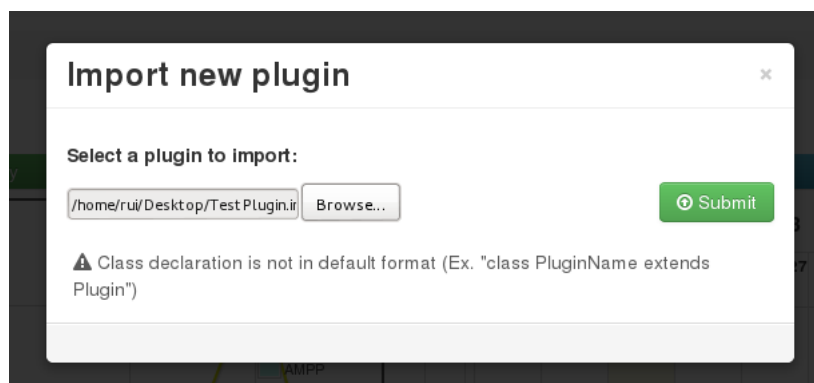 Import new plugin
×
Select a plugin to import:
/home/rui/Desktop/TestPlugin.ir
Browse...
Submit
Class declaration is not in default format (Ex. "class PluginName extends
Plugin")
AMPP